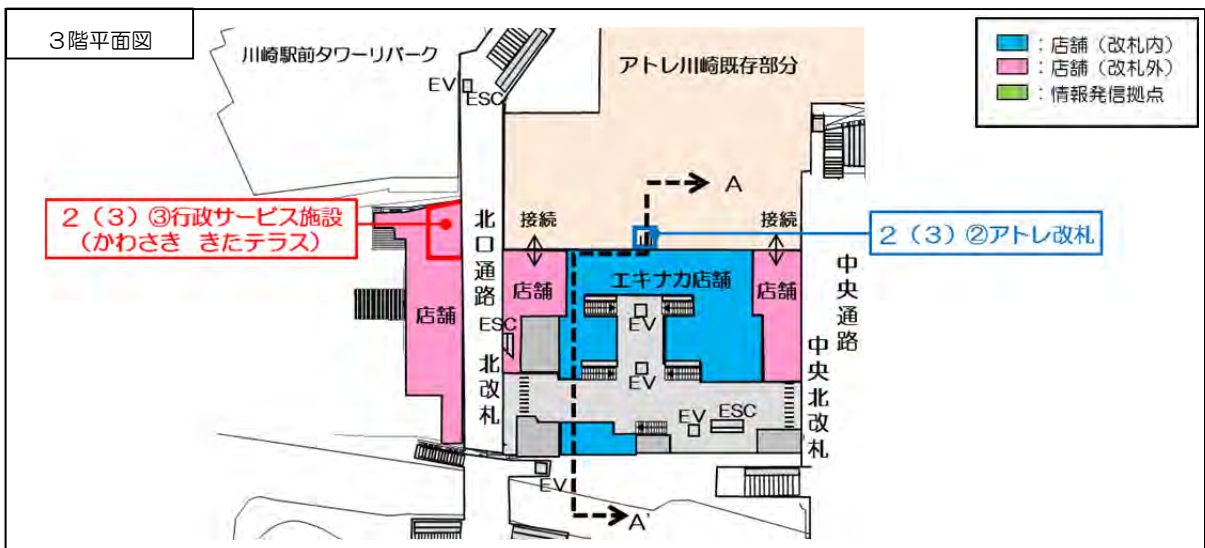 3階平面図
川崎駅前タワーリパーク
アトレ川崎既存部分
:店舗(改札内)
:店舗(改札外)
:情報発信拠点
EV
ESC
A
2(3)③行政サービス施設
(かわさき きたテラス)
北口通路
接続
接続
2(3)②アトレ改札
エキナカ店舗
店舗
店舗
店舗
中央通路
ESC
EV
北改札
EV
中央北改札
EV
ESC
EV
A'